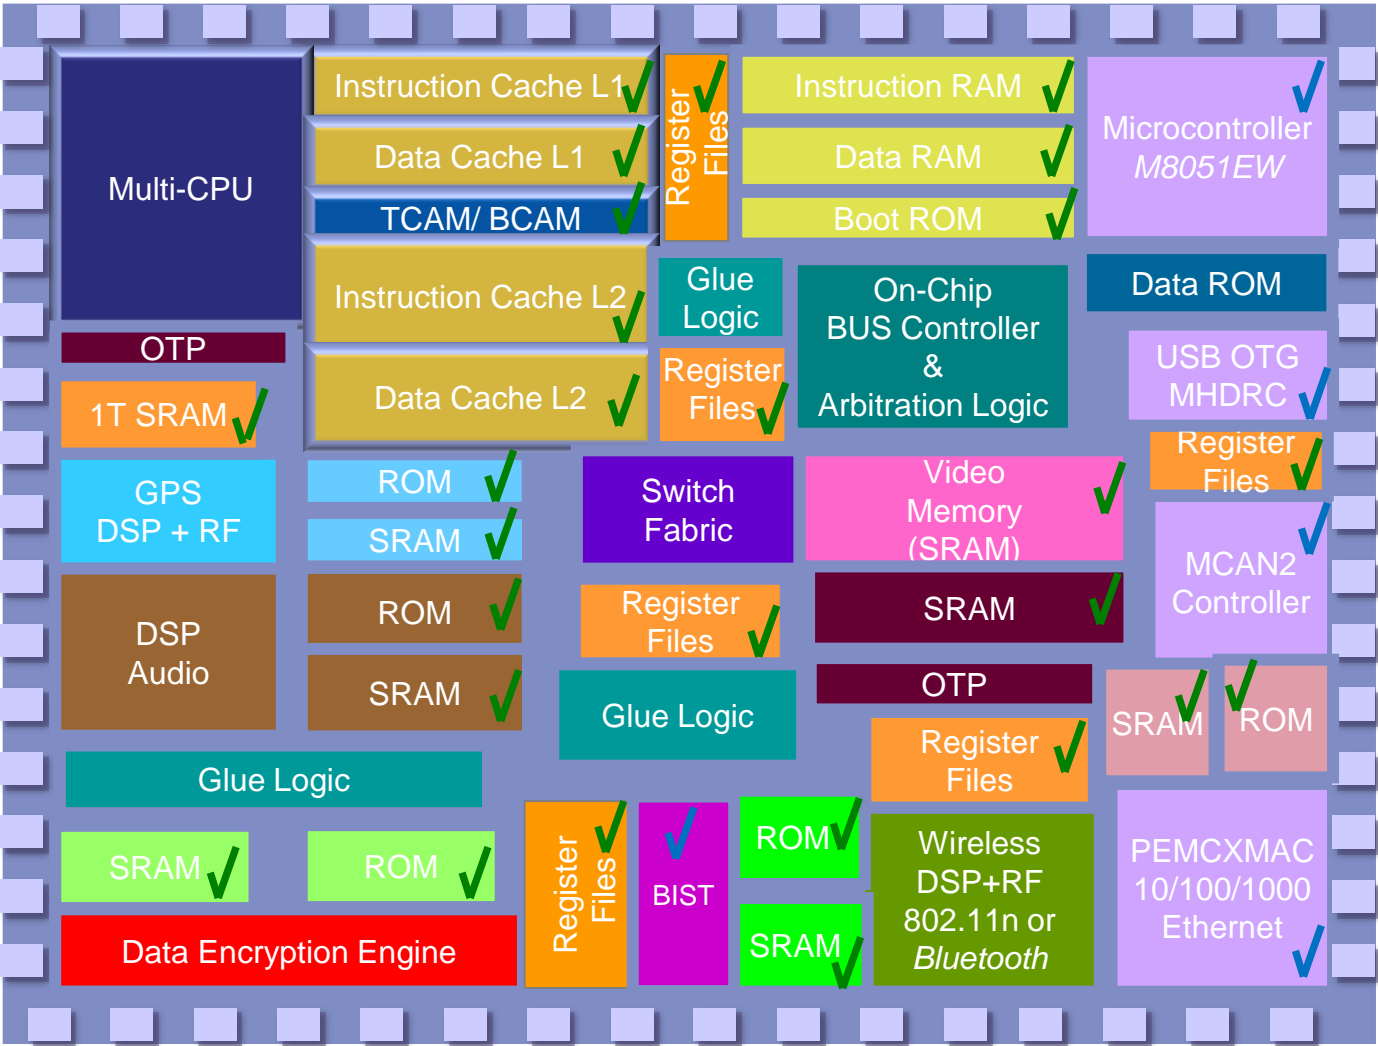 Multi-CPU
Instruction Cache L1
Data Cache L1
TCAM/ BCAM
Instruction Cache L2
Data Cache L2
Register
Files
Instruction RAM
Data RAM
Boot ROM
Microcontroller
M8051EW
Glue
Logic
On-Chip
BUS Controller
&
Arbitration Logic
Data ROM
OTP
1T SRAM
Register
Files
USB OTG
MHDRC
Register
Files
GPS
DSP + RF
ROM
SRAM
Switch
Fabric
Video
Memory
(SRAM)
MCAN2
Controller
DSP
Audio
ROM
SRAM
Register
Files
SRAM
Glue Logic
OTP
SRAM
ROM
Register
Files
Glue Logic
SRAM
ROM
Data Encryption Engine
Register
Files
BIST
ROM
SRAM
Wireless
DSP+RF
802.11n or
Bluetooth
PEMCXMAC
10/100/1000
Ethernet